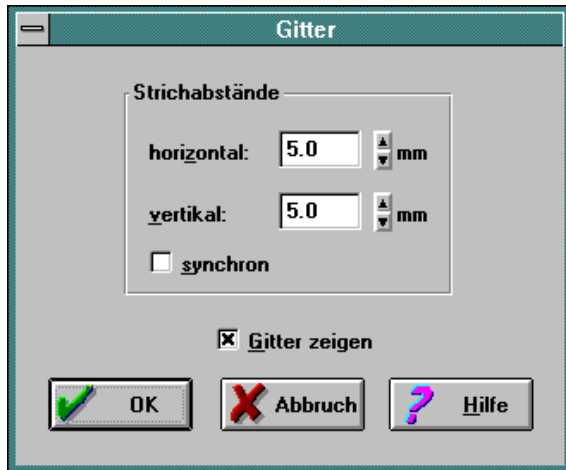 Gitter
Strichabstände
horizontal: 5.0 mm
vertikal: 5.0 mm
synchron
Gitter zeigen
OK Abbruch Hilfe